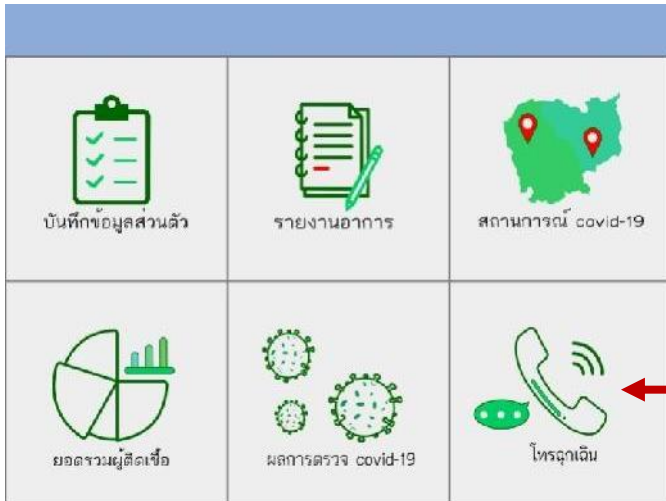 บันทึกข้อมูลส่วนตัว
รายงานอาการ
สถานการณ์ covid-19
ยอดรวมผู้ติดเชื้อ
ผลการตรวจ covid-19
โทรฉุกเฉิน